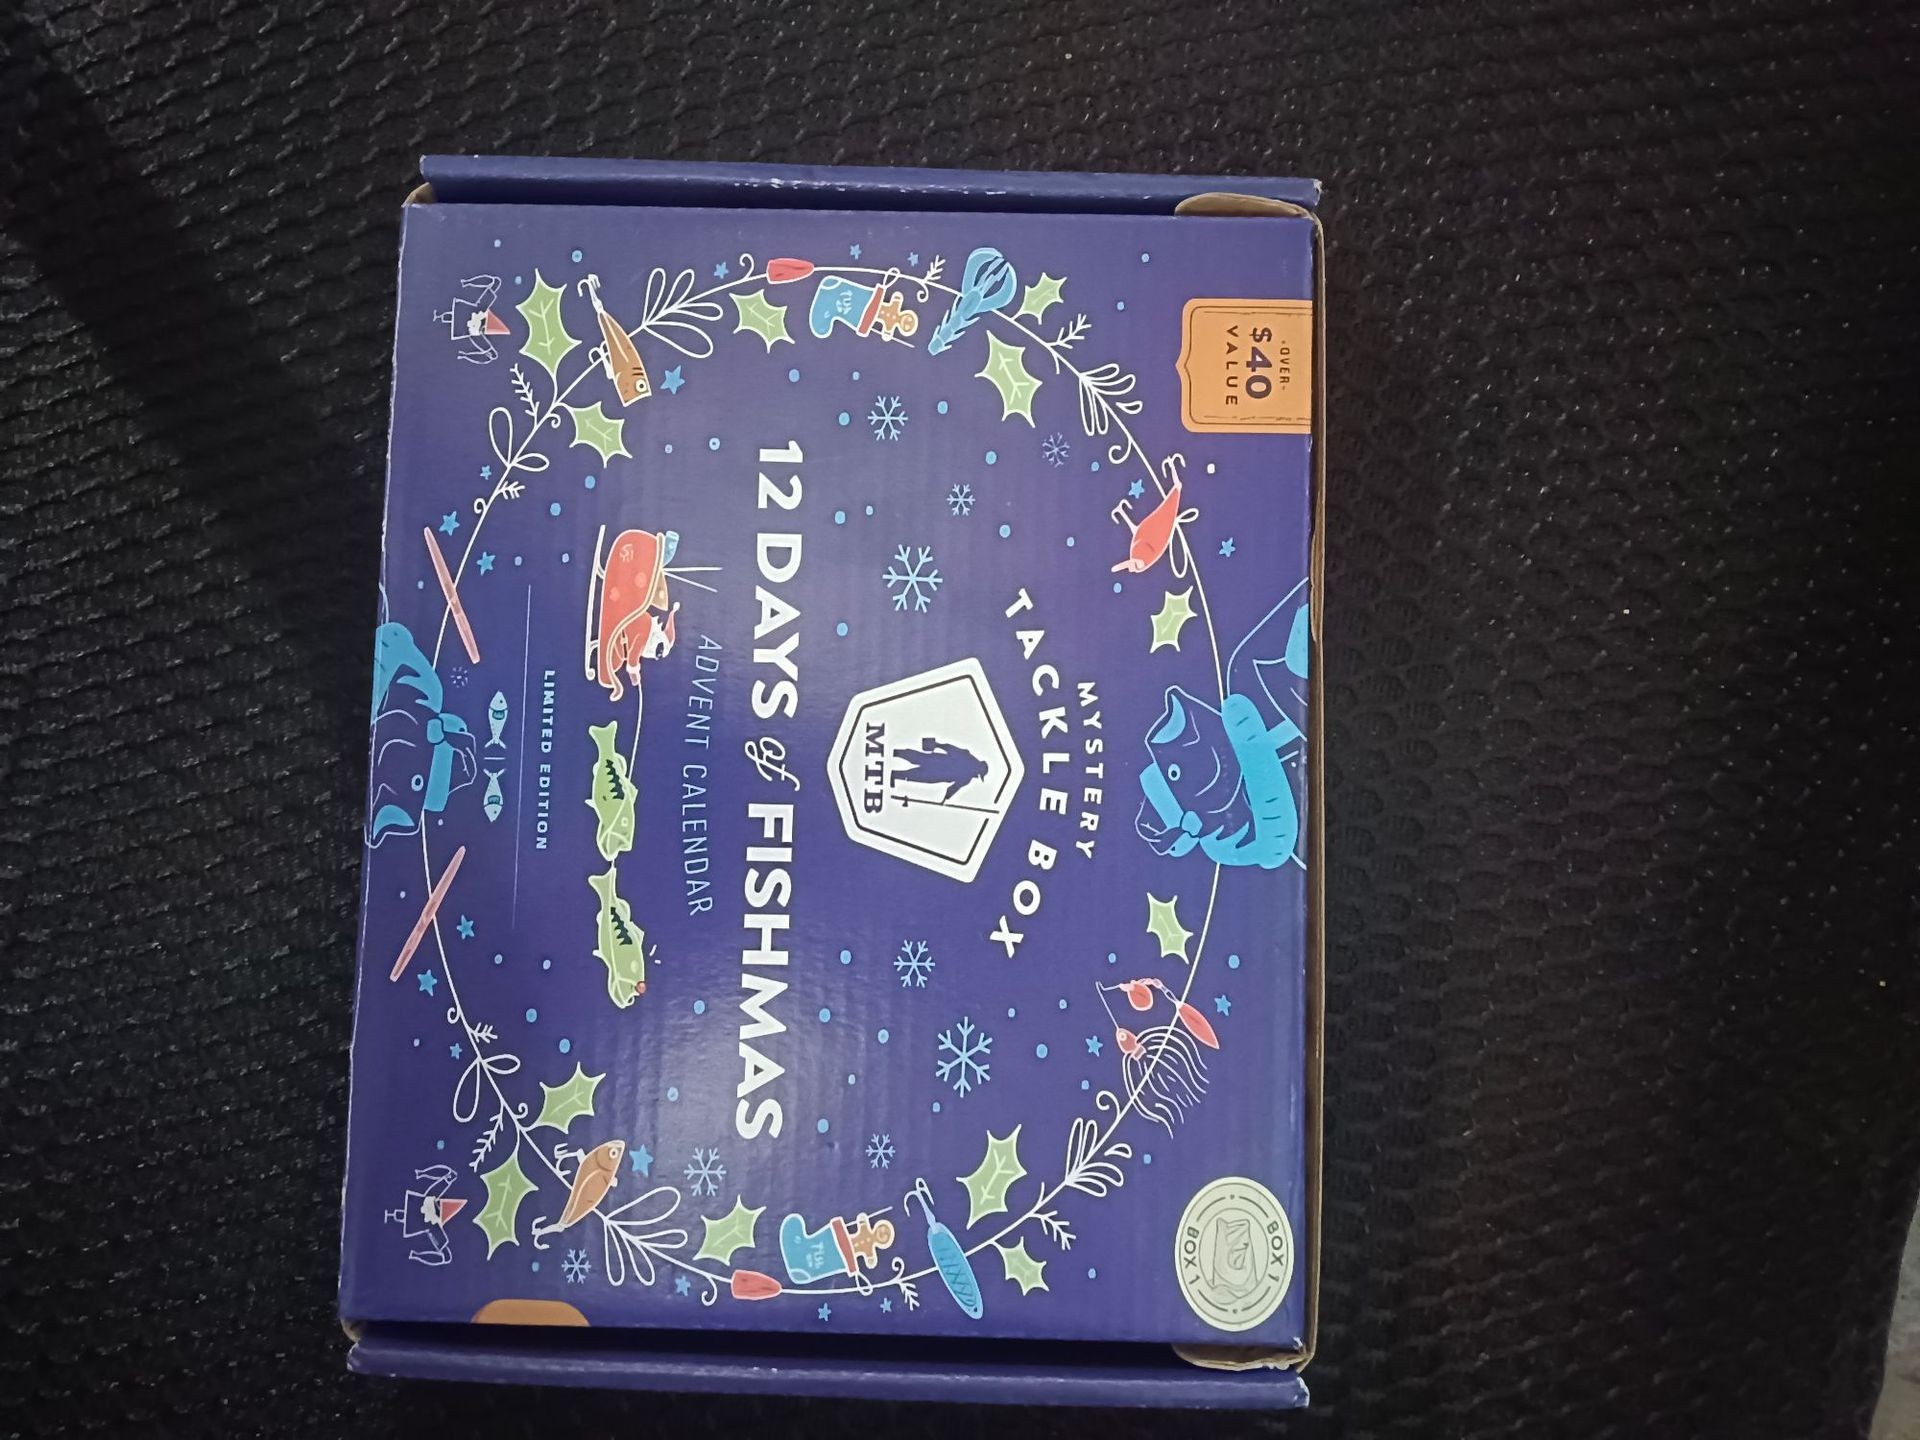 ·OVER·
$40
VALUE
MYSTERY
TACKLE BOX
MTB
12 DAYS of FISHMAS
ADVENT CALENDAR
LIMITED EDITION
BOX 1
BOX 1